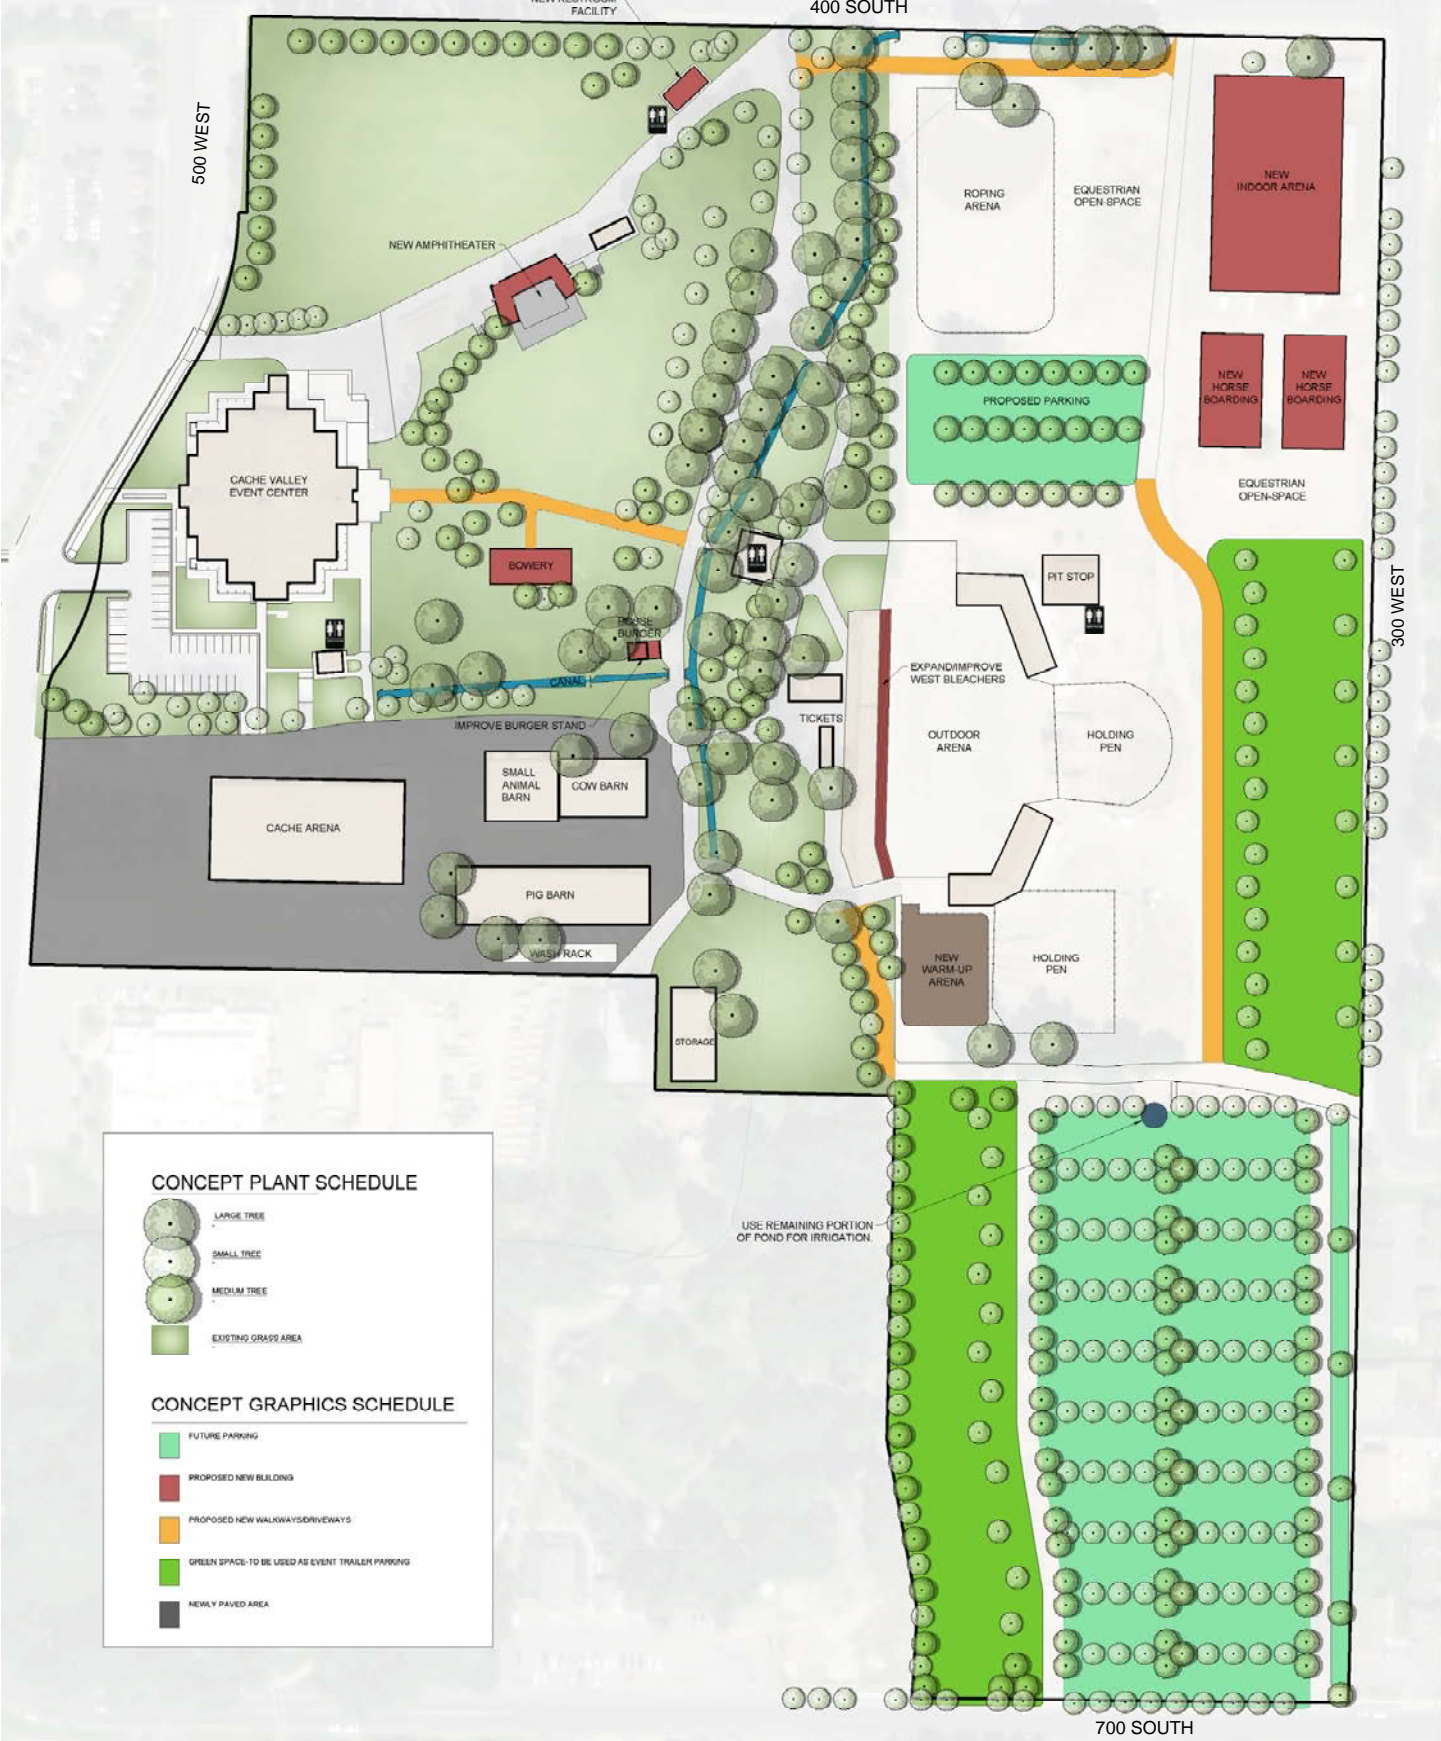 400 SOUTH
NEW RESTROOM
FACILITY
500 WEST
NEW
INDOOR ARENA
ROPING
ARENA
EQUESTRIAN
OPEN-SPACE
NEW AMPHITHEATER
NEW
HORSE
BOARDING
NEW
HORSE
BOARDING
PROPOSED PARKING
CACHE VALLEY
EVENT CENTER
EQUESTRIAN
OPEN-SPACE
BOWERY
PIT STOP
300 WEST
BOSSIE
BURGER
EXPAND/IMPROVE
WEST BLEACHERS
CANAL
TICKETS
IMPROVE BURGER STAND
OUTDOOR
ARENA
HOLDING
PEN
SMALL
ANIMAL
BARN
COW BARN
CACHE ARENA
PIG BARN
WASH RACK
NEW
WARM-UP
ARENA
HOLDING
PEN
STORAGE
USE REMAINING PORTION
OF POND FOR IRRIGATION.
CONCEPT PLANT SCHEDULE
LARGE TREE
SMALL TREE
MEDIUM TREE
EXISTING GRASS AREA
CONCEPT GRAPHICS SCHEDULE
FUTURE PARKING
PROPOSED NEW BUILDING
PROPOSED NEW WALKWAYS/DRIVEWAYS
GREEN SPACE-TO BE USED AS EVENT TRAILER PARKING
NEWLY PAVED AREA
700 SOUTH